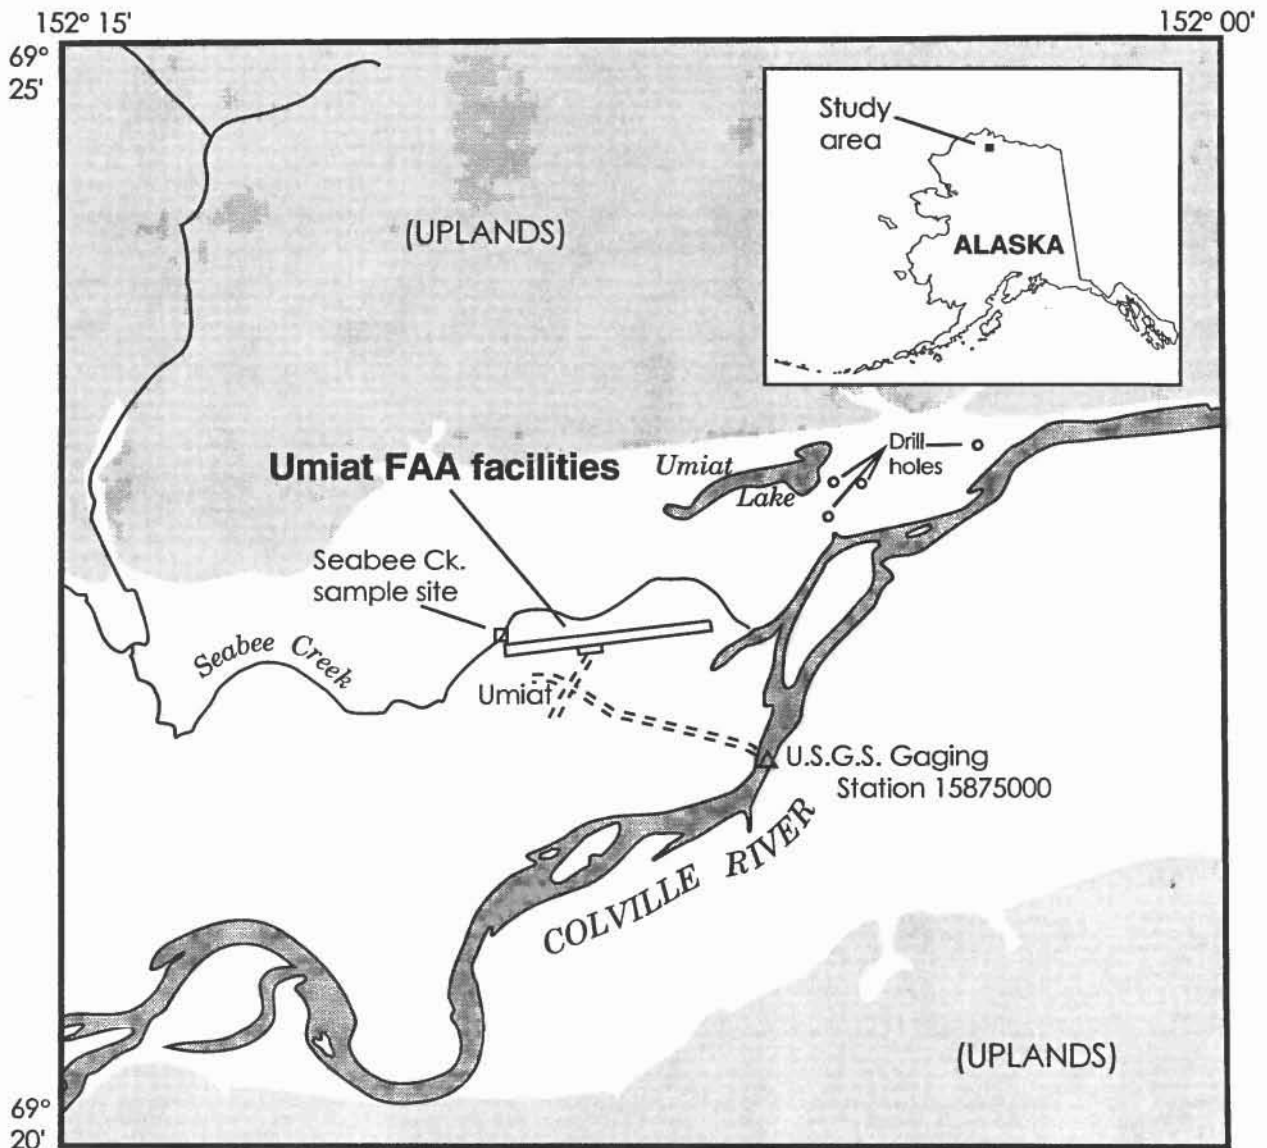 152° 15'
152° 00'
69°
25'
Study
area
ALASKA
(UPLANDS)
Drill
holes
Umiat
Lake
Umiat FAA facilities
Seabee Ck.
sample site
Seabee Creek
Umiat
U.S.G.S. Gaging
Station 15875000
COLVILLE RIVER
(UPLANDS)
69°
20'